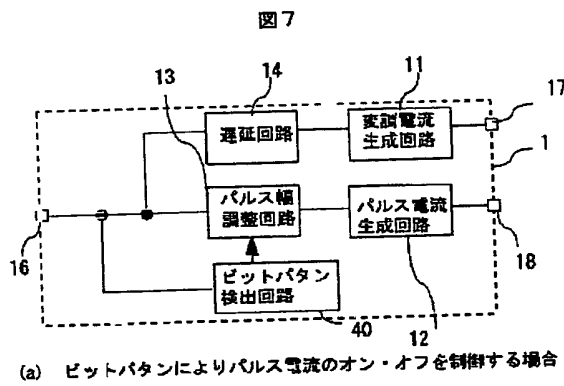 図７
13
14
11
17
遅延回路
変調電流
生成回路
1
パルス幅
調整回路
パルス電流
生成回路
16
18
ビットパタン
検出回路
40
12
(a) ビットパタンによりパルス電流のオン・オフを制御する場合